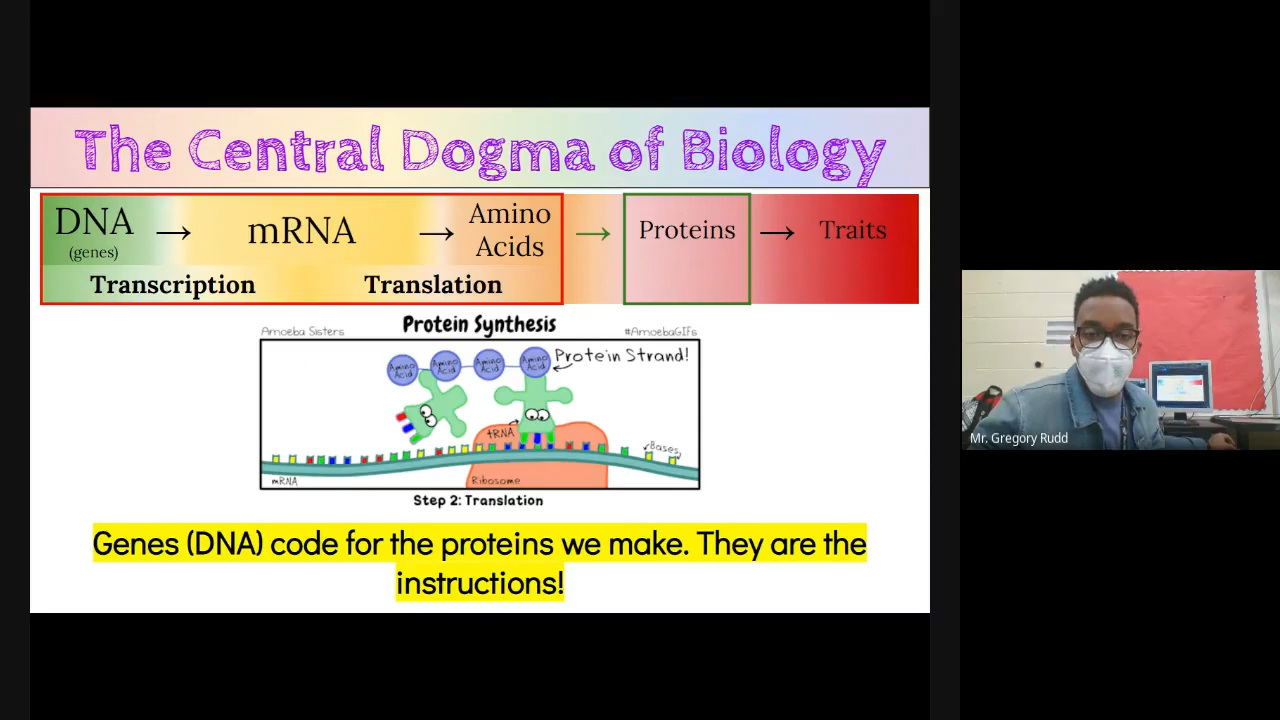 The Central Dogma of Biology
DNA → mRNA → Amino Acids → Proteins → Traits
(genes)
Transcription Translation
Amoeba Sisters Protein Synthesis #AmoebaGIFs
Amino Acid Amino Acid Amino Acid Amino Acid Protein Strand!
tRNA
Bases
mRNA Ribosome
Step 2: Translation
Genes (DNA) code for the proteins we make. They are the
instructions!
Mr. Gregory Rudd